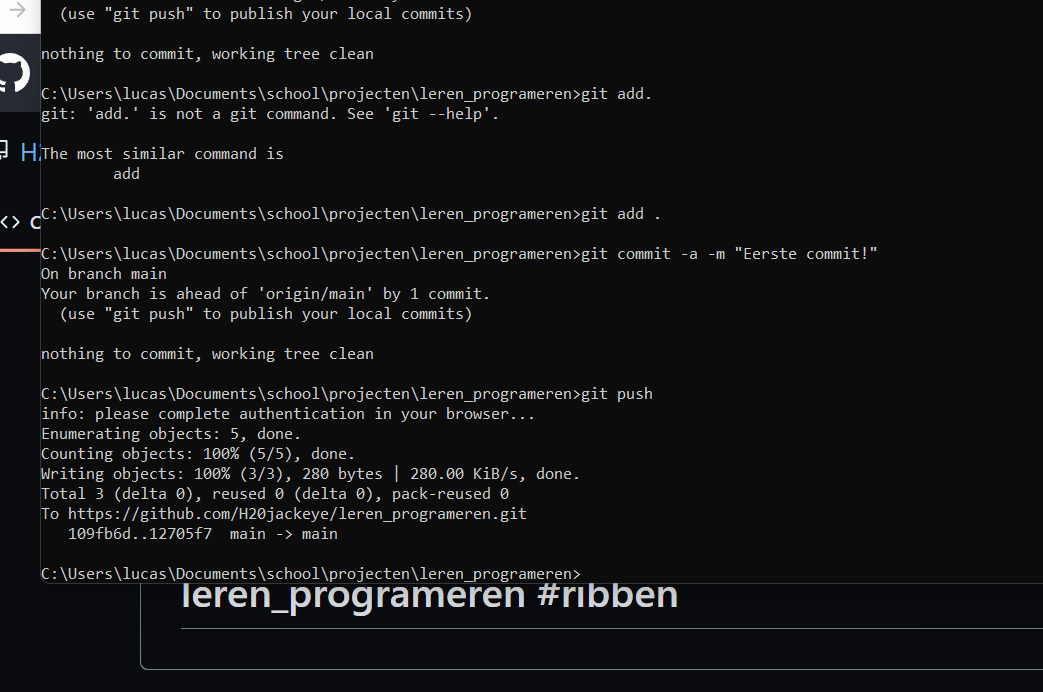 (use "git push" to publish your local commits)
nothing to commit, working tree clean
C:\Users\lucas\Documents\school\projecten\leren_programeren>git add.
git: 'add.' is not a git command. See 'git --help'.
The most similar command is
add
C:\Users\lucas\Documents\school\projecten\leren_programeren>git add .
C:\Users\lucas\Documents\school\projecten\leren_programeren>git commit -a -m "Eerste commit!"
On branch main
Your branch is ahead of 'origin/main' by 1 commit.
(use "git push" to publish your local commits)
nothing to commit, working tree clean
C:\Users\lucas\Documents\school\projecten\leren_programeren>git push
info: please complete authentication in your browser...
Enumerating objects: 5, done.
Counting objects: 100% (5/5), done.
Writing objects: 100% (3/3), 280 bytes | 280.00 KiB/s, done.
Total 3 (delta 0), reused 0 (delta 0), pack-reused 0
To https://github.com/H20jackeye/leren_programeren.git
109fb6d..12705f7  main -> main
C:\Users\lucas\Documents\school\projecten\leren_programeren>
leren_programeren #ribben